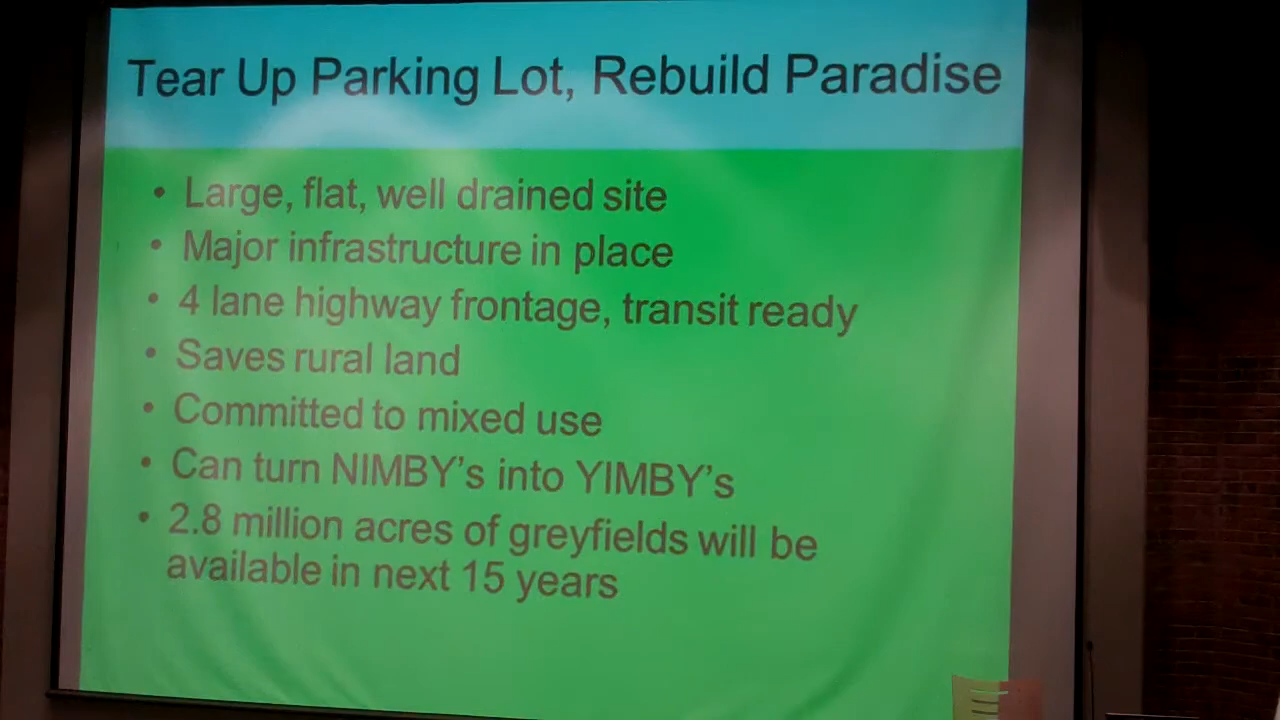 Tear Up Parking Lot, Rebuild Paradise
• Large, flat, well drained site
• Major infrastructure in place
• 4 lane highway frontage, transit ready
• Saves rural land
• Committed to mixed use
• Can turn NIMBY's into YIMBY's
• 2.8 million acres of greyfields will be
available in next 15 years